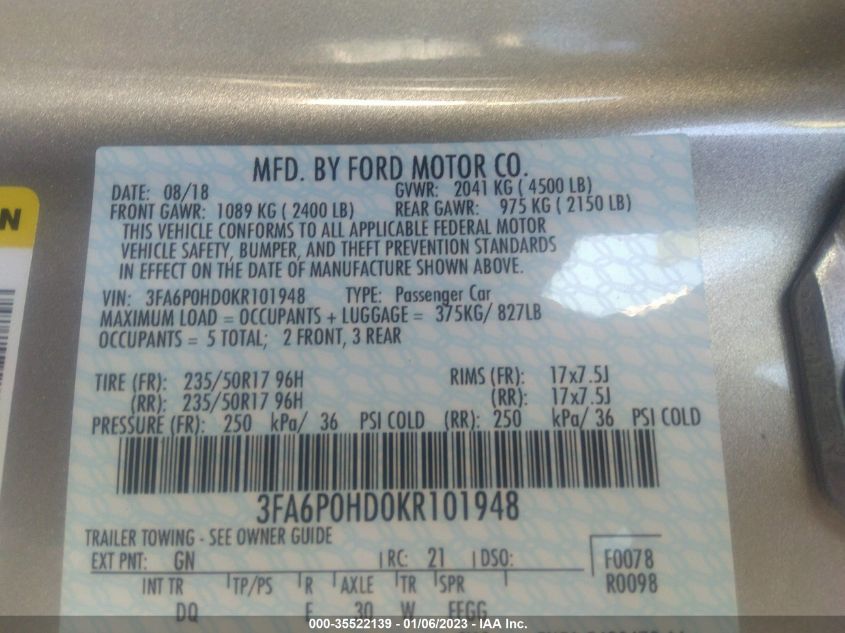 MFD. BY FORD MOTOR CO.
DATE: 08/18 GVWR: 2041 KG ( 4500 LB)
FRONT GAWR: 1089 KG ( 2400 LB) REAR GAWR: 975 KG ( 2150 LB)
THIS VEHICLE CONFORMS TO ALL APPLICABLE FEDERAL MOTOR
VEHICLE SAFETY, BUMPER, AND THEFT PREVENTION STANDARDS
IN EFFECT ON THE DATE OF MANUFACTURE SHOWN ABOVE.
VIN: 3FA6P0HD0KR101948 TYPE: Passenger Car
MAXIMUM LOAD = OCCUPANTS + LUGGAGE = 375KG/ 827LB
OCCUPANTS = 5 TOTAL; 2 FRONT, 3 REAR
TIRE (FR): 235/50R17 96H RIMS (FR): 17x7.5J
(RR): 235/50R17 96H (RR): 17x7.5J
PRESSURE (FR): 250 kPa/ 36 PSI COLD (RR): 250 kPa/ 36 PSI COLD
3FA6P0HD0KR101948
TRAILER TOWING - SEE OWNER GUIDE
EXT PNT: GN RC: 21 DSO: F0078
INT TR TP/PS R AXLE TR SPR R0098
DQ 30 W FFGG
000-35522139 - 01/06/2023 - IAA Inc.